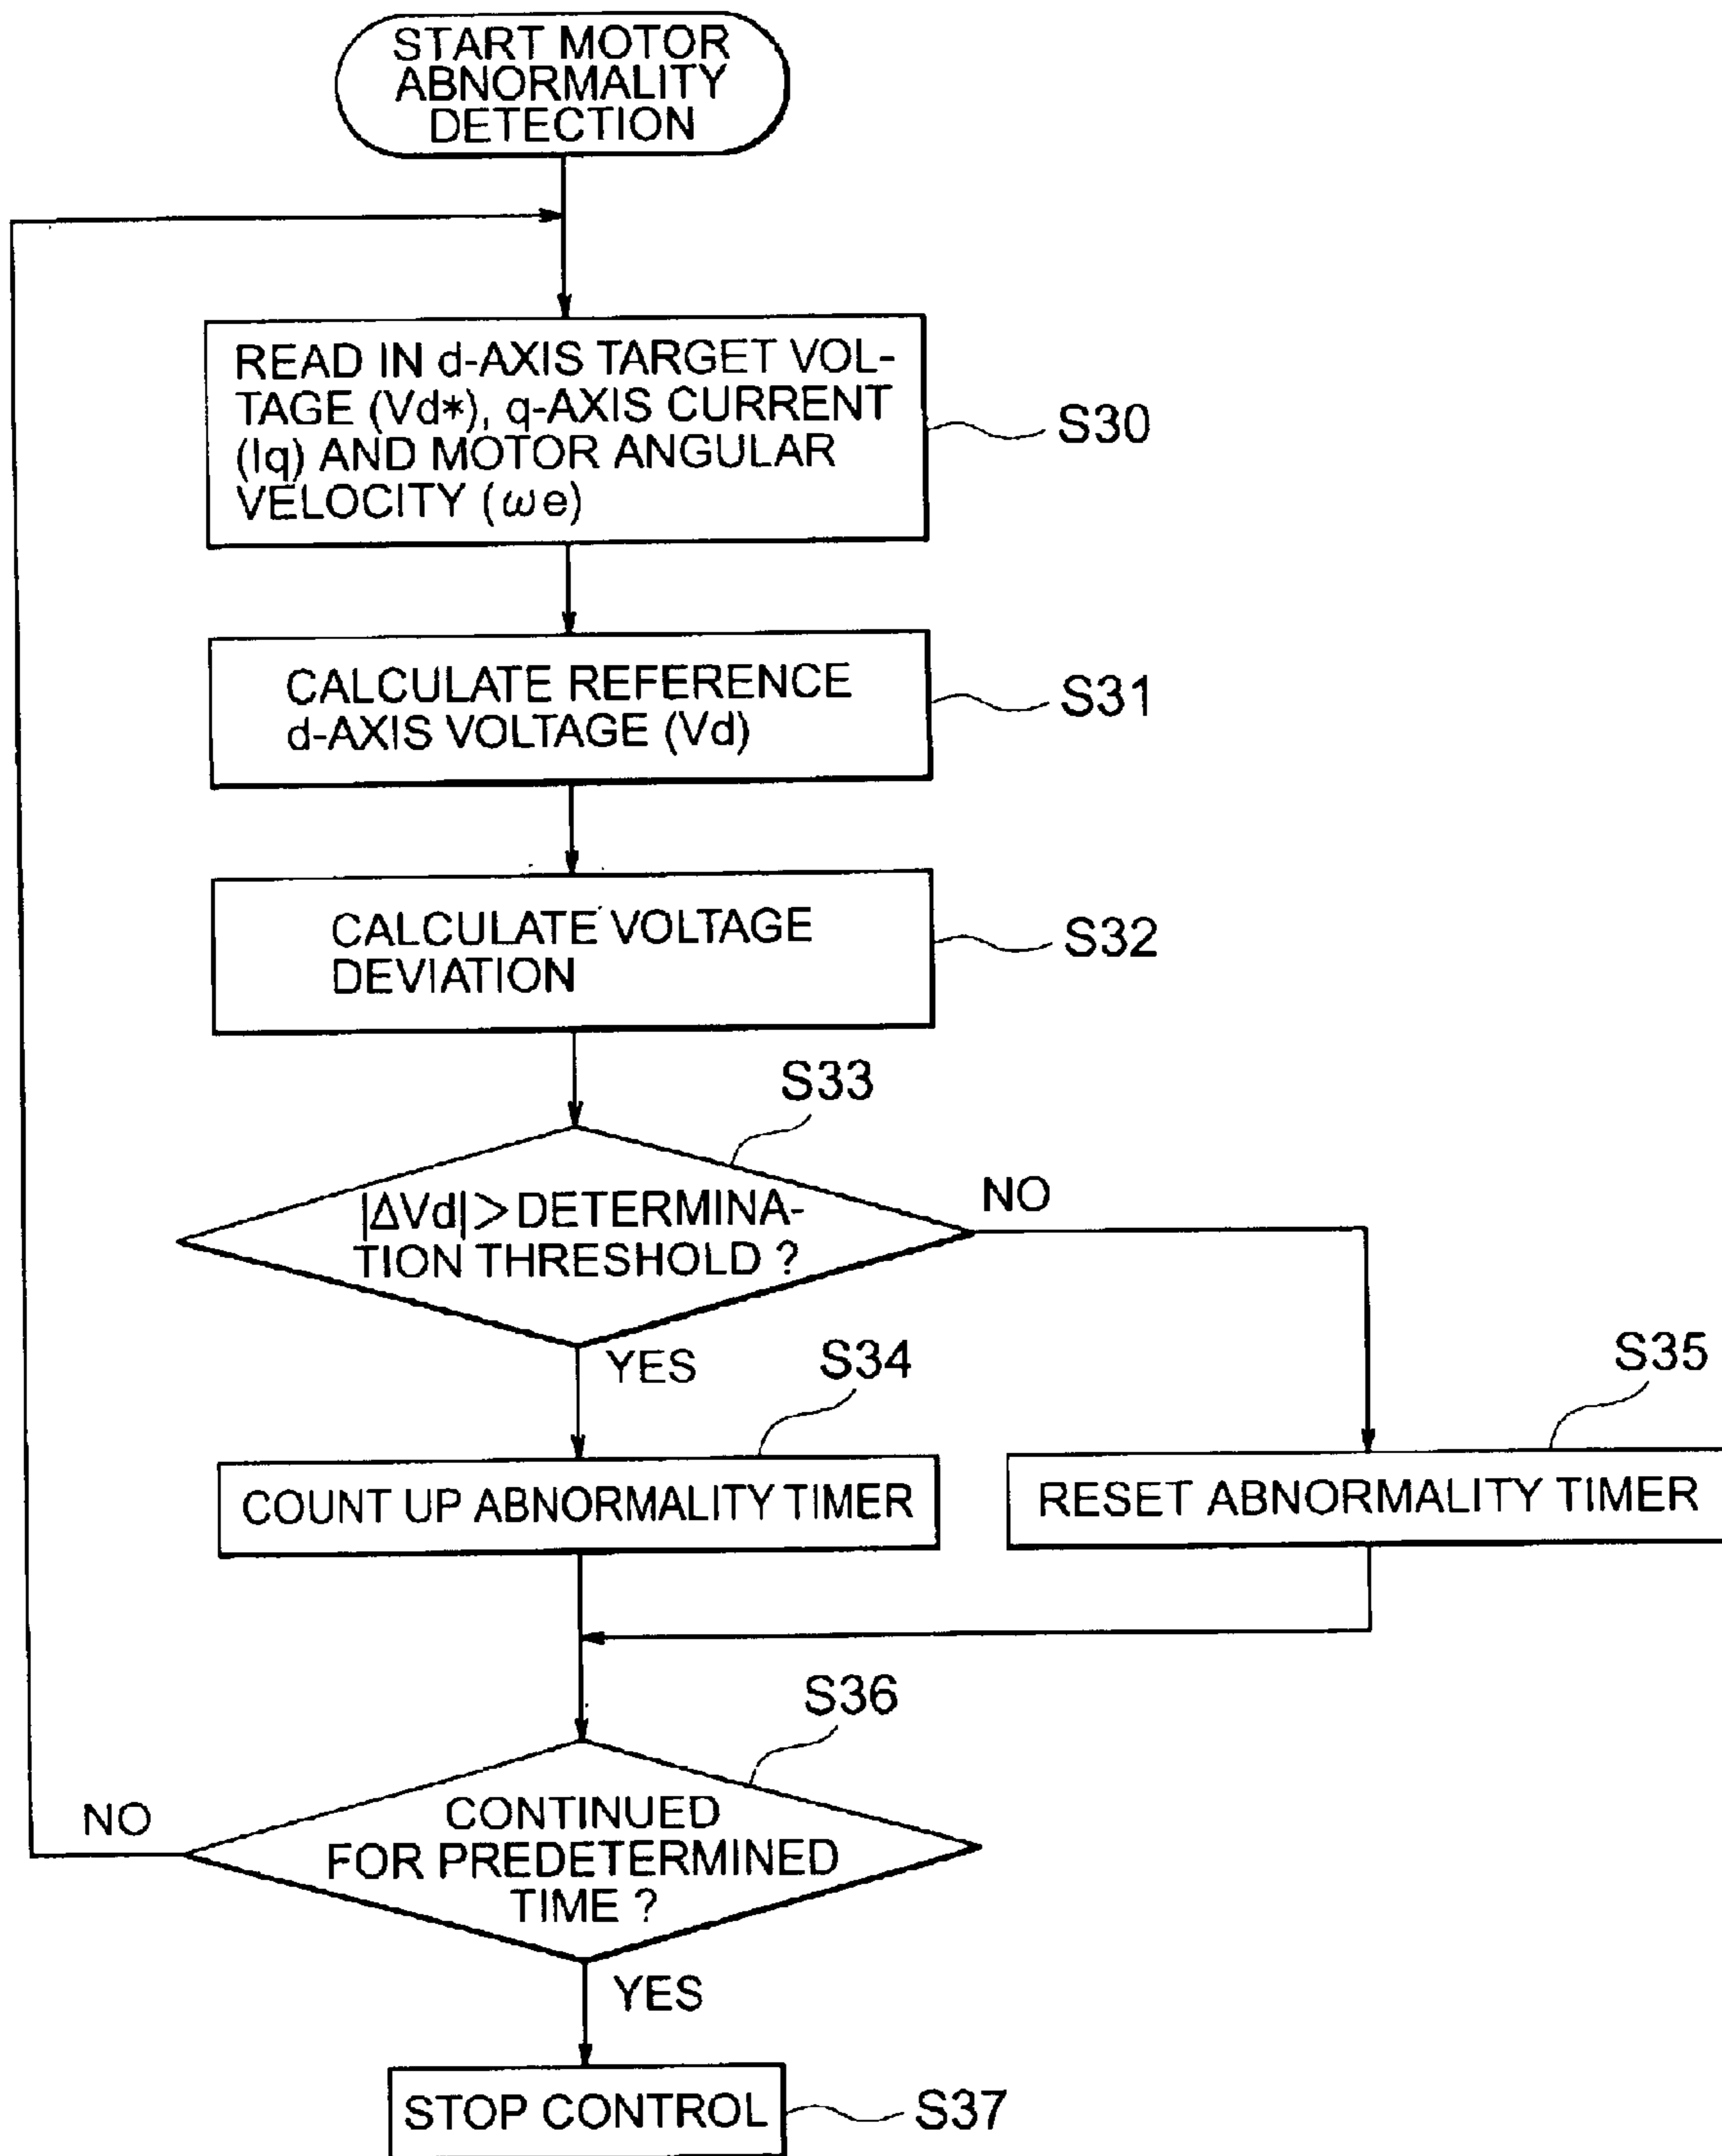 START MOTOR
ABNORMALITY
DETECTION
READ IN d-AXIS TARGET VOL-
TAGE (Vd*), q-AXIS CURRENT
(Iq) AND MOTOR ANGULAR
VELOCITY (ωe)
S30
CALCULATE REFERENCE
d-AXIS VOLTAGE (Vd)
S31
CALCULATE VOLTAGE
DEVIATION
S32
S33
|ΔVd| > DETERMINA-
TION THRESHOLD ?
NO
YES
S34
S35
COUNT UP ABNORMALITY TIMER
RESET ABNORMALITY TIMER
S36
CONTINUED
FOR PREDETERMINED
TIME ?
NO
YES
STOP CONTROL
S37